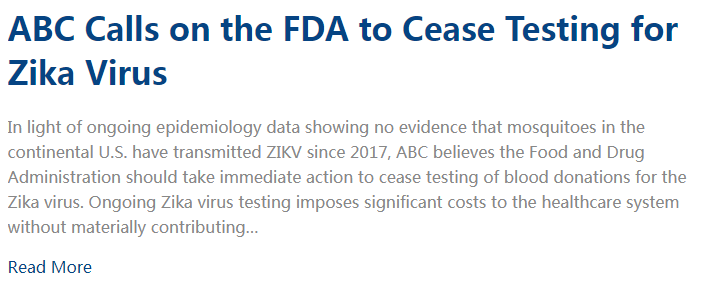 ABC Calls on the FDA to Cease Testing for
Zika Virus
In light of ongoing epidemiology data showing no evidence that mosquitoes in the
continental U.S. have transmitted ZIKV since 2017, ABC believes the Food and Drug
Administration should take immediate action to cease testing of blood donations for the
Zika virus. Ongoing Zika virus testing imposes significant costs to the healthcare system
without materially contributing...
Read More